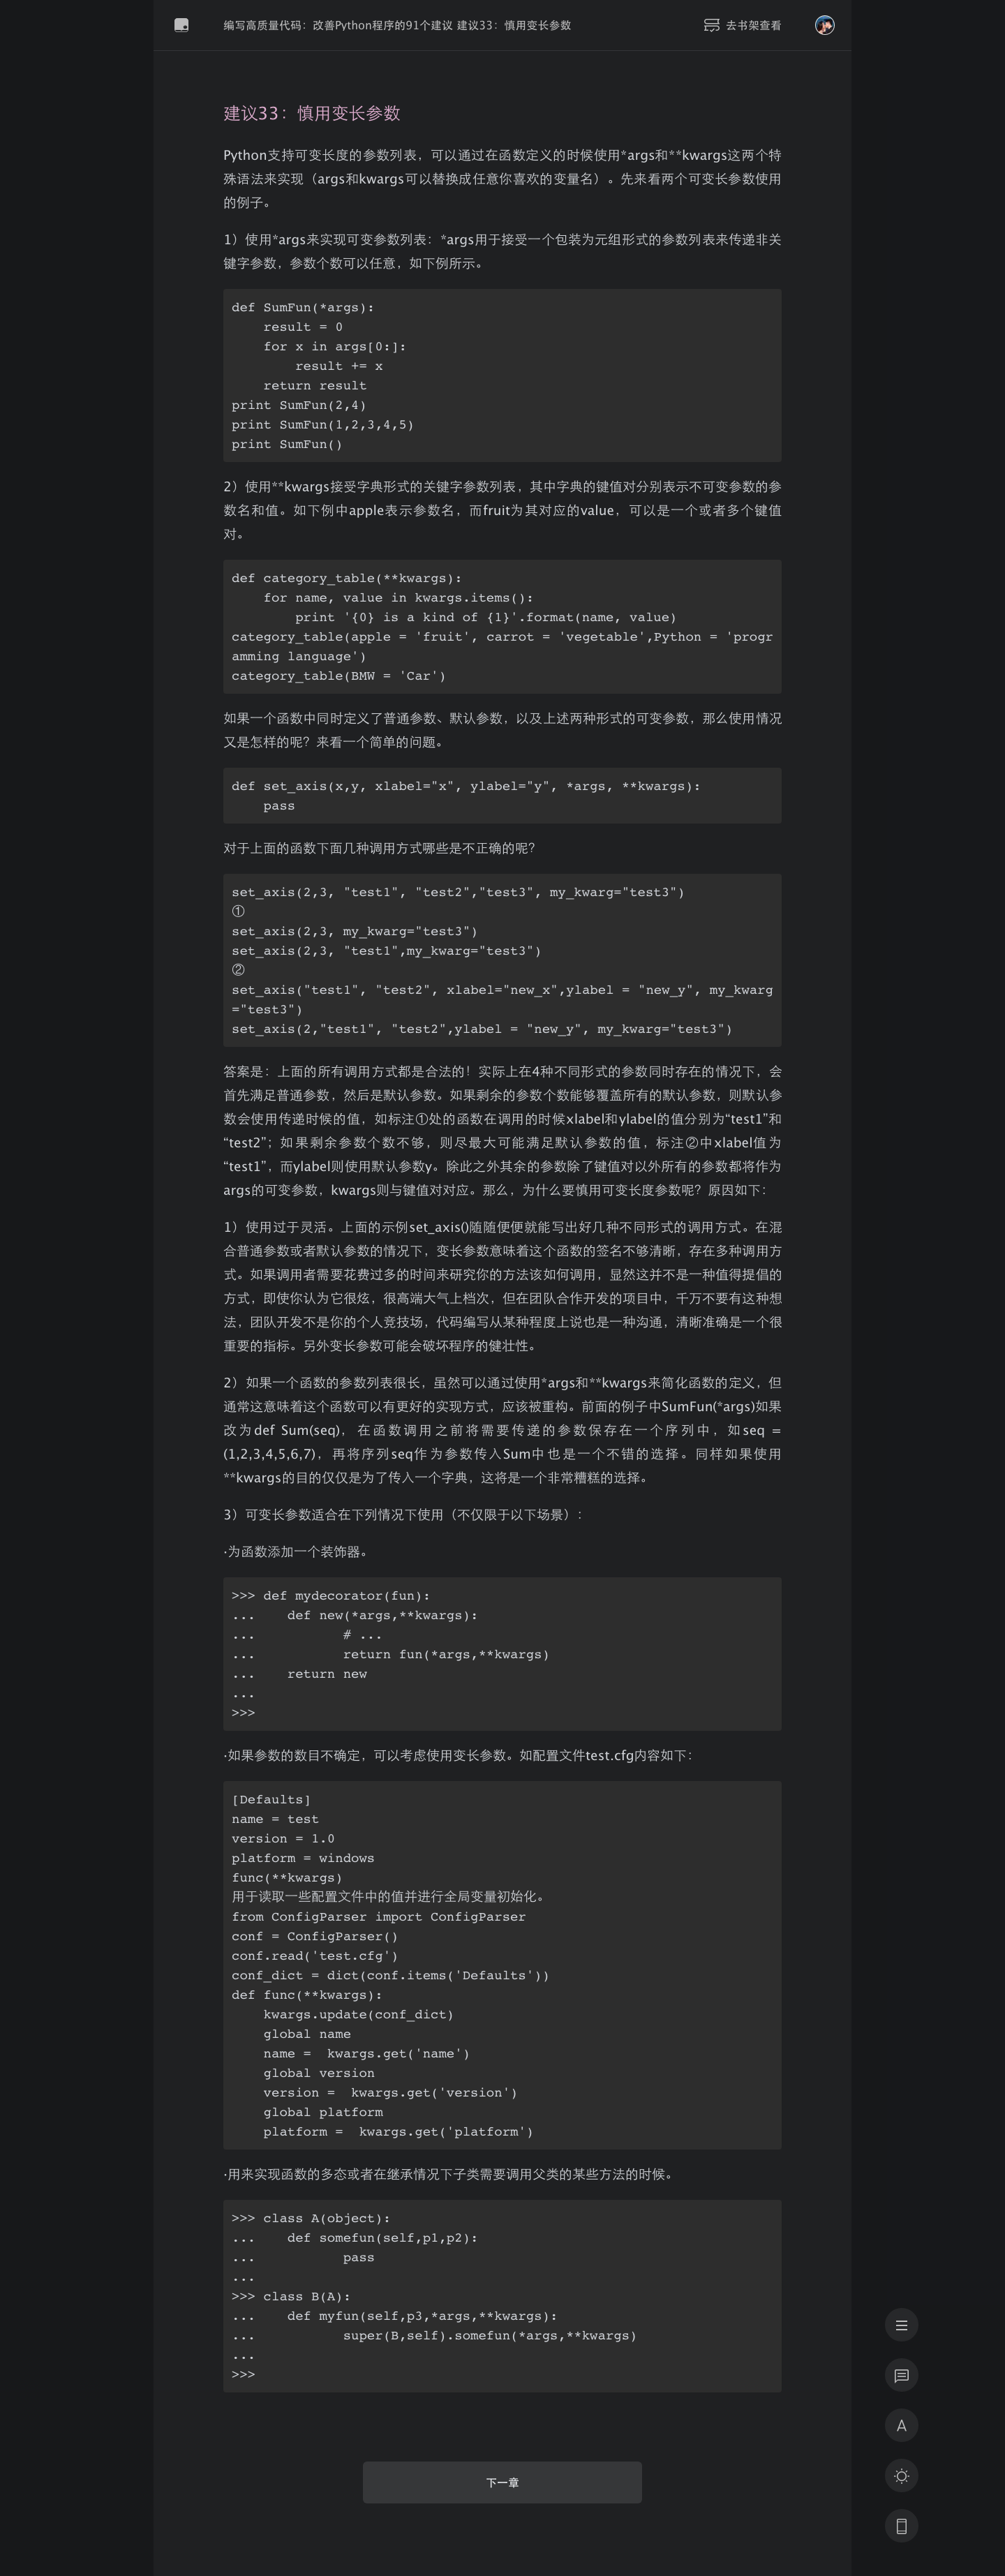 编写高质量代码：改善Python程序的91个建议 建议33：慎用变长参数
去书架查看
建议33：慎用变长参数
Python支持可变长度的参数列表，可以通过在函数定义的时候使用*args和**kwargs这两个特
殊语法来实现（args和kwargs可以替换成任意你喜欢的变量名）。先来看两个可变长参数使用
的例子。
1）使用*args来实现可变参数列表：*args用于接受一个包装为元组形式的参数列表来传递非关
键字参数，参数个数可以任意，如下例所示。
def SumFun(*args):
    result = 0
    for x in args[0:]:
        result += x
    return result
print SumFun(2,4)
print SumFun(1,2,3,4,5)
print SumFun()
2）使用**kwargs接受字典形式的关键字参数列表，其中字典的键值对分别表示不可变参数的参
数名和值。如下例中apple表示参数名，而fruit为其对应的value，可以是一个或者多个键值
对。
def category_table(**kwargs):
    for name, value in kwargs.items():
        print '{0} is a kind of {1}'.format(name, value)
category_table(apple = 'fruit', carrot = 'vegetable',Python = 'progr
amming language')
category_table(BMW = 'Car')
如果一个函数中同时定义了普通参数、默认参数，以及上述两种形式的可变参数，那么使用情况
又是怎样的呢？来看一个简单的问题。
def set_axis(x,y, xlabel="x", ylabel="y", *args, **kwargs):
    pass
对于上面的函数下面几种调用方式哪些是不正确的呢？
set_axis(2,3, "test1", "test2","test3", my_kwarg="test3")
①
set_axis(2,3, my_kwarg="test3")
set_axis(2,3, "test1",my_kwarg="test3")
②
set_axis("test1", "test2", xlabel="new_x",ylabel = "new_y", my_kwarg
="test3")
set_axis(2,"test1", "test2",ylabel = "new_y", my_kwarg="test3")
答案是：上面的所有调用方式都是合法的！实际上在4种不同形式的参数同时存在的情况下，会
首先满足普通参数，然后是默认参数。如果剩余的参数个数能够覆盖所有的默认参数，则默认参
数会使用传递时候的值，如标注①处的函数在调用的时候xlabel和ylabel的值分别为“test1”和
“test2”；如果剩余参数个数不够，则尽最大可能满足默认参数的值，标注②中xlabel值为
“test1”，而ylabel则使用默认参数y。除此之外其余的参数除了键值对以外所有的参数都将作为
args的可变参数，kwargs则与键值对对应。那么，为什么要慎用可变长度参数呢？原因如下：
1）使用过于灵活。上面的示例set_axis()随随便便就能写出好几种不同形式的调用方式。在混
合普通参数或者默认参数的情况下，变长参数意味着这个函数的签名不够清晰，存在多种调用方
式。如果调用者需要花费过多的时间来研究你的方法该如何调用，显然这并不是一种值得提倡的
方式，即使你认为它很炫，很高端大气上档次，但在团队合作开发的项目中，千万不要有这种想
法，团队开发不是你的个人竞技场，代码编写从某种程度上说也是一种沟通，清晰准确是一个很
重要的指标。另外变长参数可能会破坏程序的健壮性。
2）如果一个函数的参数列表很长，虽然可以通过使用*args和**kwargs来简化函数的定义，但
通常这意味着这个函数可以有更好的实现方式，应该被重构。前面的例子中SumFun(*args)如果
改为def Sum(seq)，在函数调用之前将需要传递的参数保存在一个序列中，如seq =
(1,2,3,4,5,6,7)，再将序列seq作为参数传入Sum中也是一个不错的选择。同样如果使用
**kwargs的目的仅仅是为了传入一个字典，这将是一个非常糟糕的选择。
3）可变长参数适合在下列情况下使用（不仅限于以下场景）：
·为函数添加一个装饰器。
>>> def mydecorator(fun):
...    def new(*args,**kwargs):
...           # ...
...           return fun(*args,**kwargs)
...    return new
...
>>>
·如果参数的数目不确定，可以考虑使用变长参数。如配置文件test.cfg内容如下：
[Defaults]
name = test
version = 1.0
platform = windows
func(**kwargs)
用于读取一些配置文件中的值并进行全局变量初始化。
from ConfigParser import ConfigParser
conf = ConfigParser()
conf.read('test.cfg')
conf_dict = dict(conf.items('Defaults'))
def func(**kwargs):
    kwargs.update(conf_dict)
    global name
    name =  kwargs.get('name')
    global version
    version =  kwargs.get('version')
    global platform
    platform =  kwargs.get('platform')
·用来实现函数的多态或者在继承情况下子类需要调用父类的某些方法的时候。
>>> class A(object):
...    def somefun(self,p1,p2):
...           pass
...
>>> class B(A):
...    def myfun(self,p3,*args,**kwargs):
...           super(B,self).somefun(*args,**kwargs)
...
>>>
A
下一章